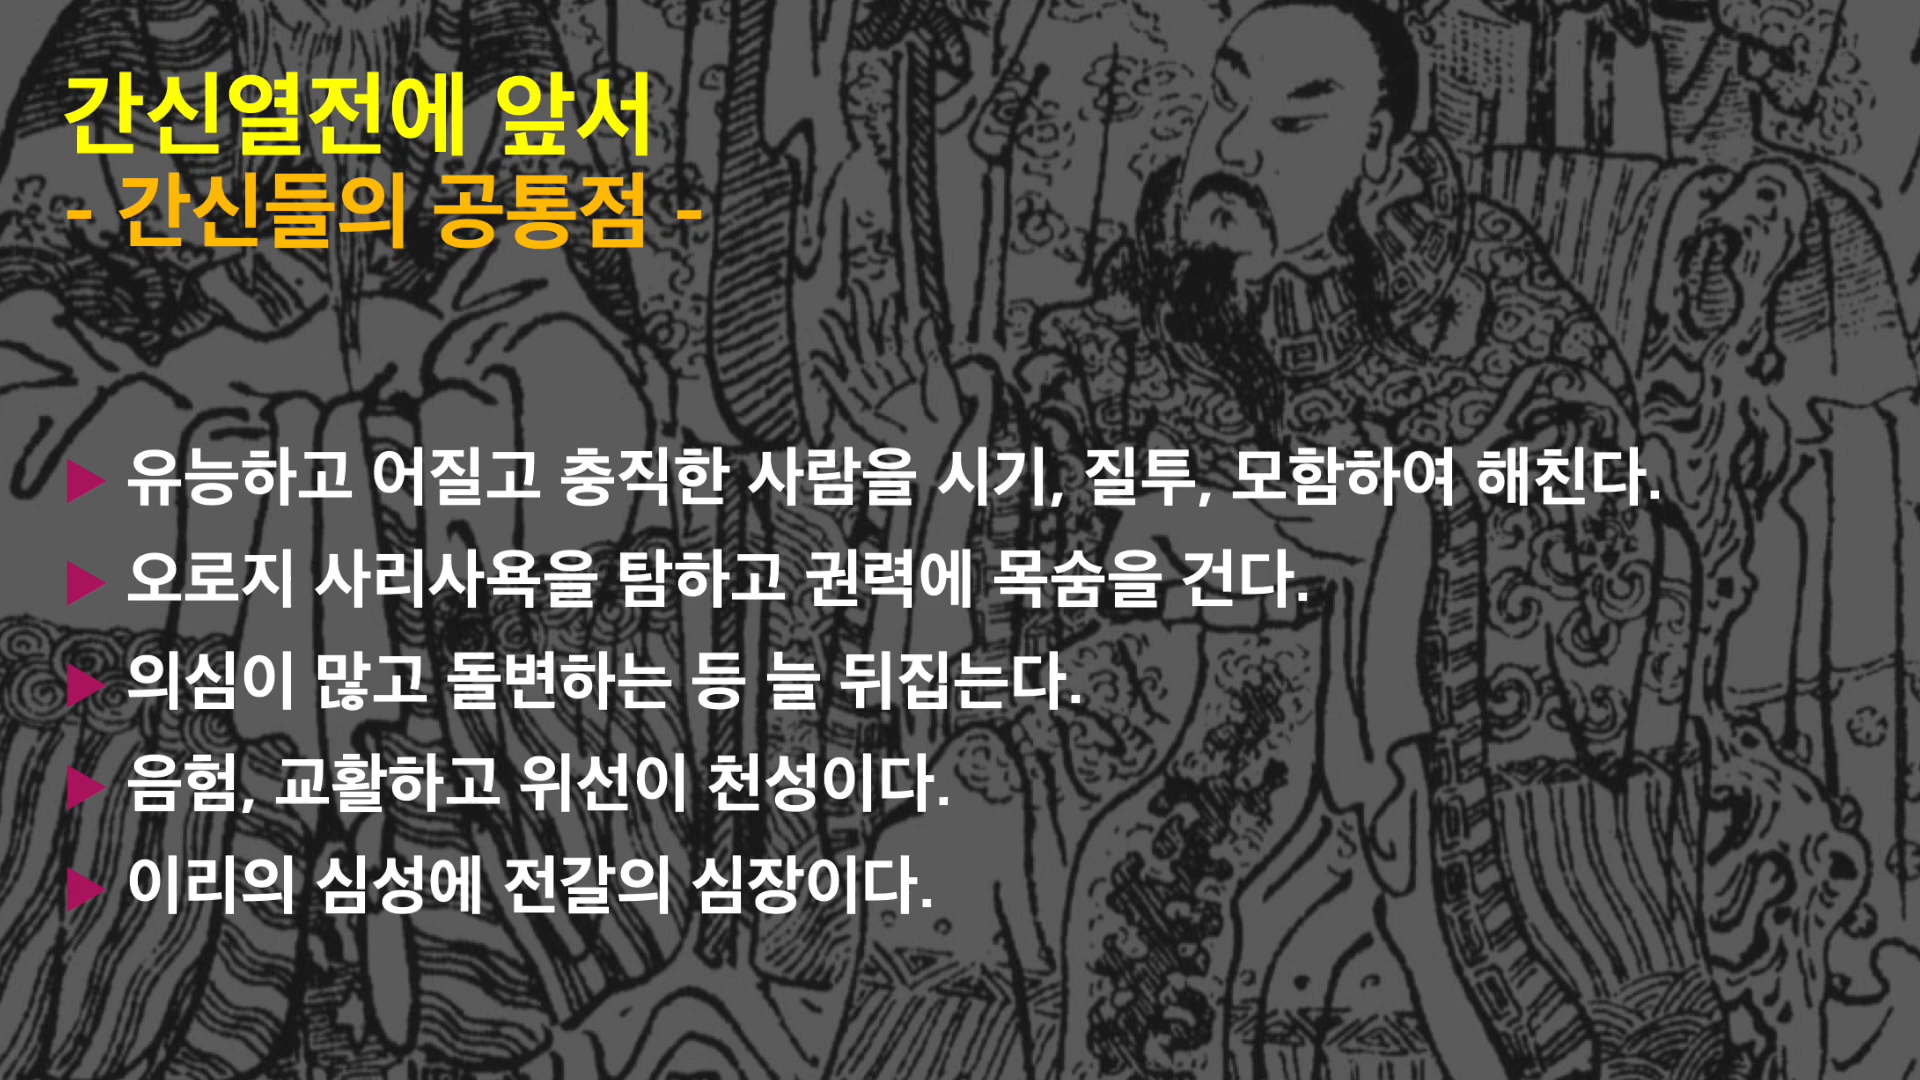 간신열전에 앞서
- 간신들의 공통점 -
▶ 유능하고 어질고 충직한 사람을 시기, 질투, 모함하여 해친다.
▶ 오로지 사리사욕을 탐하고 권력에 목숨을 건다.
▶ 의심이 많고 돌변하는 등 늘 뒤집는다.
▶ 음험, 교활하고 위선이 천성이다.
▶ 이리의 심성에 전갈의 심장이다.